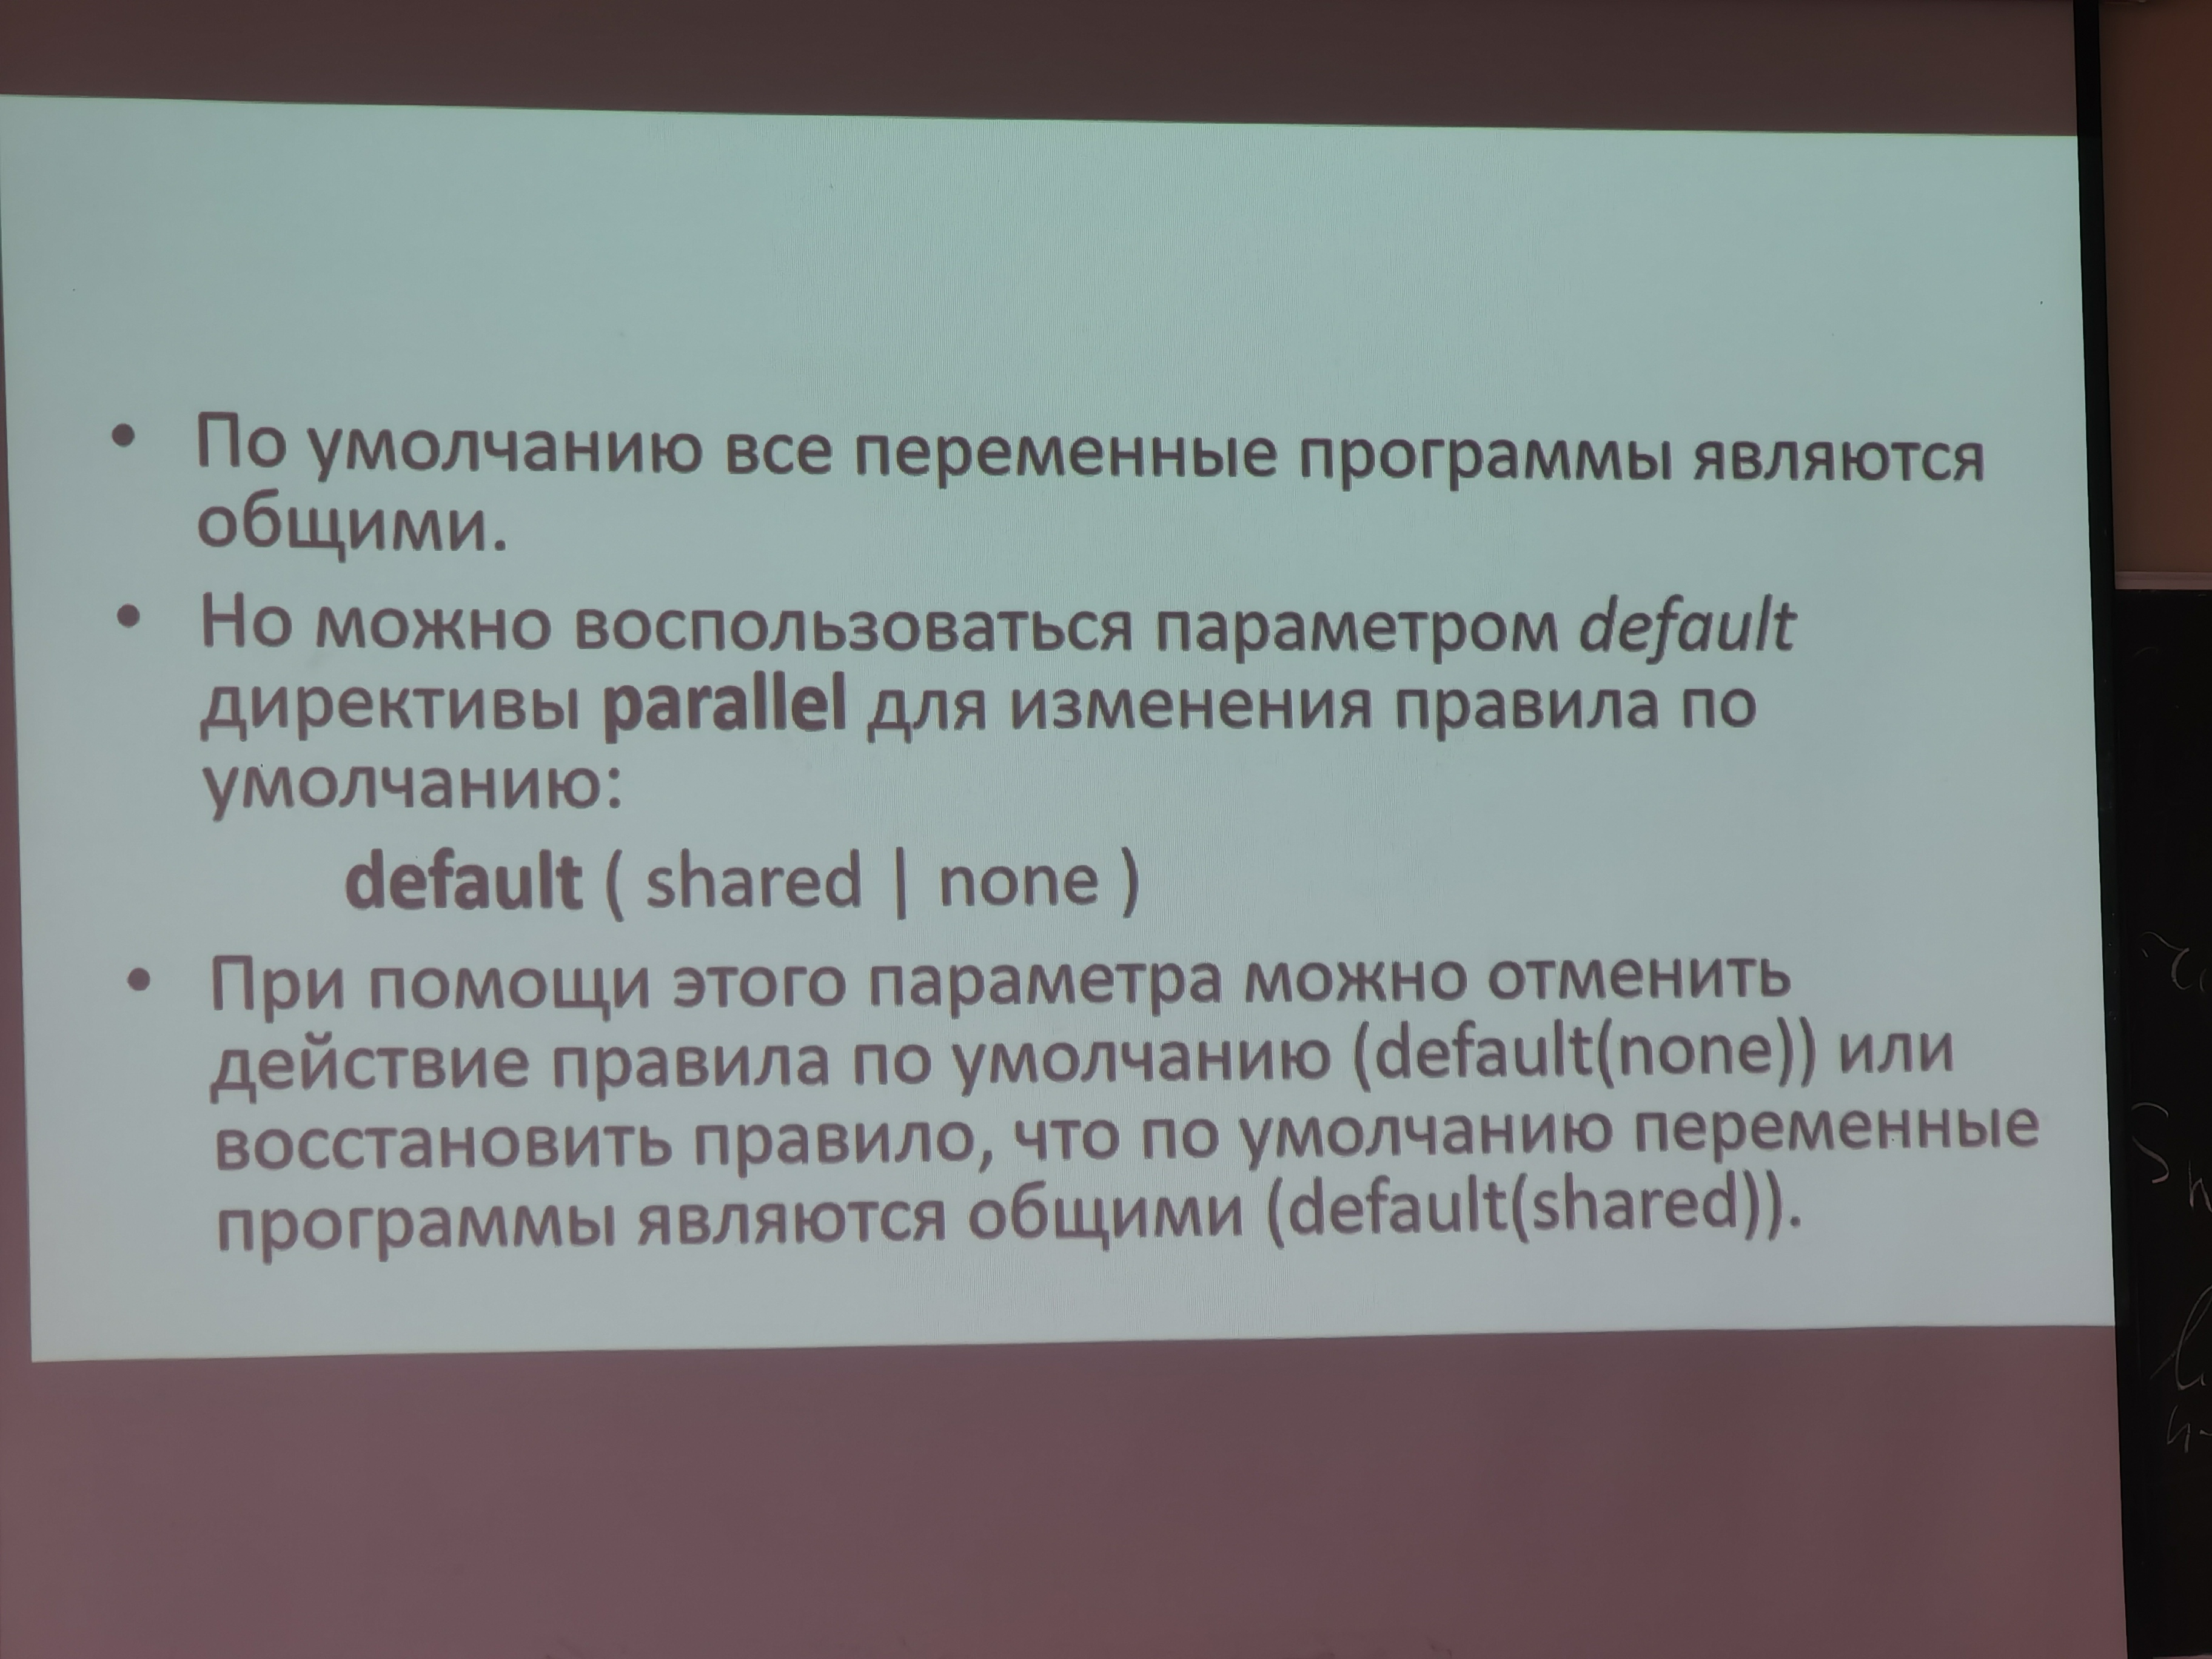 • По умолчанию все переменные программы являются
общими.
• Но можно воспользоваться параметром default
директивы parallel для изменения правила по
умолчанию:
default ( shared | none )
• При помощи этого параметра можно отменить
действие правила по умолчанию (default(none)) или
восстановить правило, что по умолчанию переменные
программы являются общими (default(shared)).